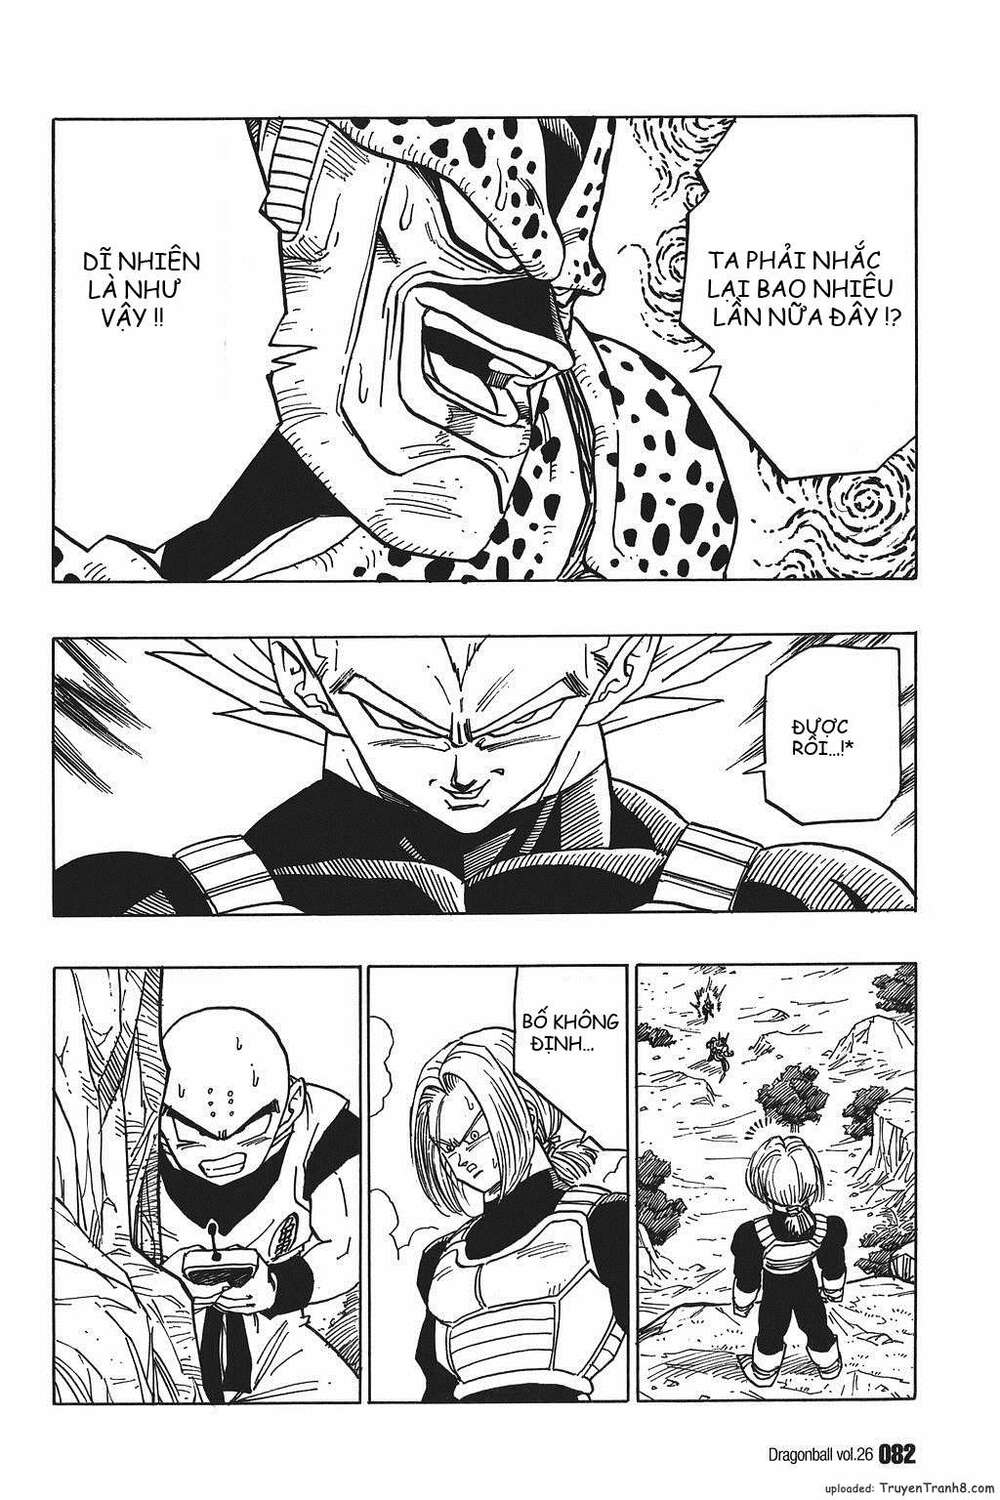 TA PHẢI NHẮC
LẠI BAO NHIÊU
LẦN NỮA ĐÂY !?
DĨ NHIÊN
LÀ NHƯ
VẬY !!
ĐƯỢC
RỒI...!*
BỐ KHÔNG
ĐỊNH...
Dragonball vol.26 082
uploaded: TruyenTranh8.com